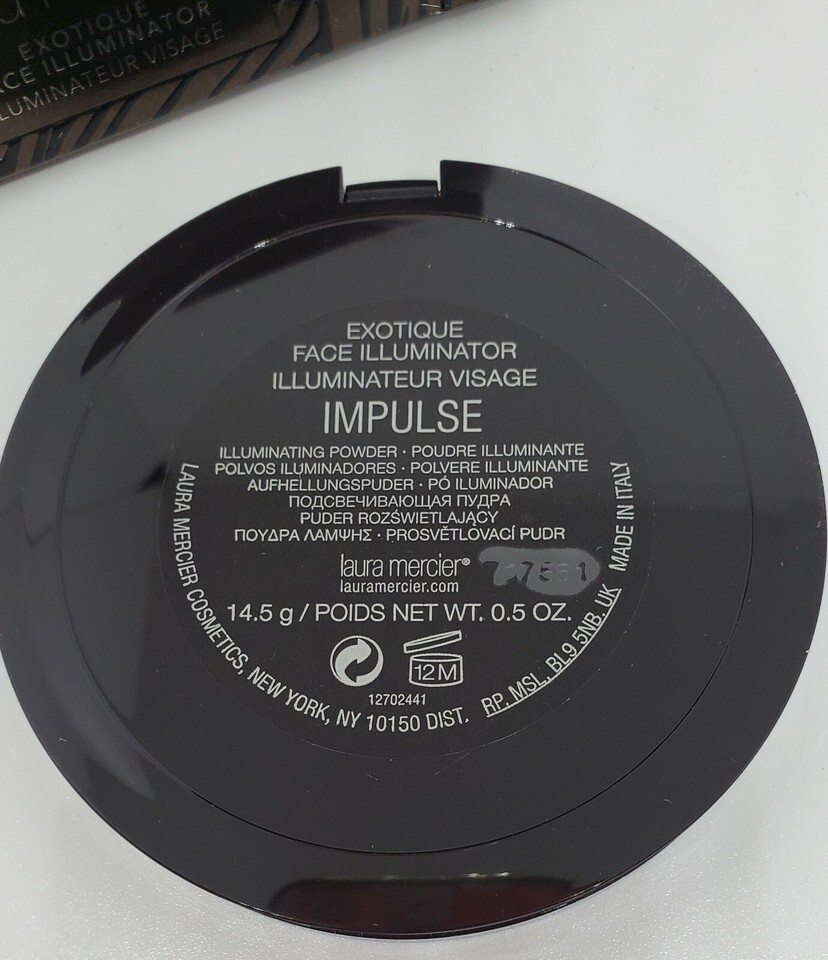 EXOTIQUE
FACE ILLUMINATOR
ILLUMINATEUR VISAGE
EXOTIQUE
FACE ILLUMINATOR
ILLUMINATEUR VISAGE
IMPULSE
ILLUMINATING POWDER · POUDRE ILLUMINANTE
POLVOS ILUMINADORES · POLVERE ILLUMINANTE
AUFHELLUNGSPUDER · PÓ ILUMINADOR
ПОДСВЕЧИВАЮЩАЯ ПУДРА
PUDER ROZŚWIETLAJĄCY
ΠΟΥΔΡΑ ΛΑΜΨΗΣ · PROSVĚTLOVACÍ PUDR
laura mercier®
lauramercier.com
14.5 g / POIDS NET WT. 0.5 OZ.
12M
12702441
LAURA MERCIER COSMETICS, NEW YORK, NY 10150 DIST.
RP. MSL, BL9 5NB. UK
MADE IN ITALY